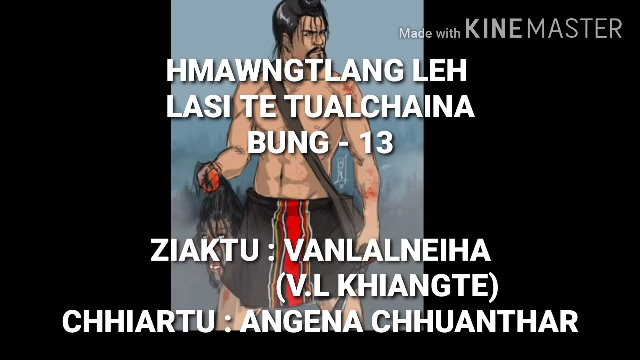 Made with KINEMASTER
HMAWNGTLANG LEH
LASI TE TUALCHAINA
BUNG - 13
ZIAKTU : VANLALNEIHA
(V.L KHIANGTE)
CHHIARTU : ANGENA CHHUANTHAR